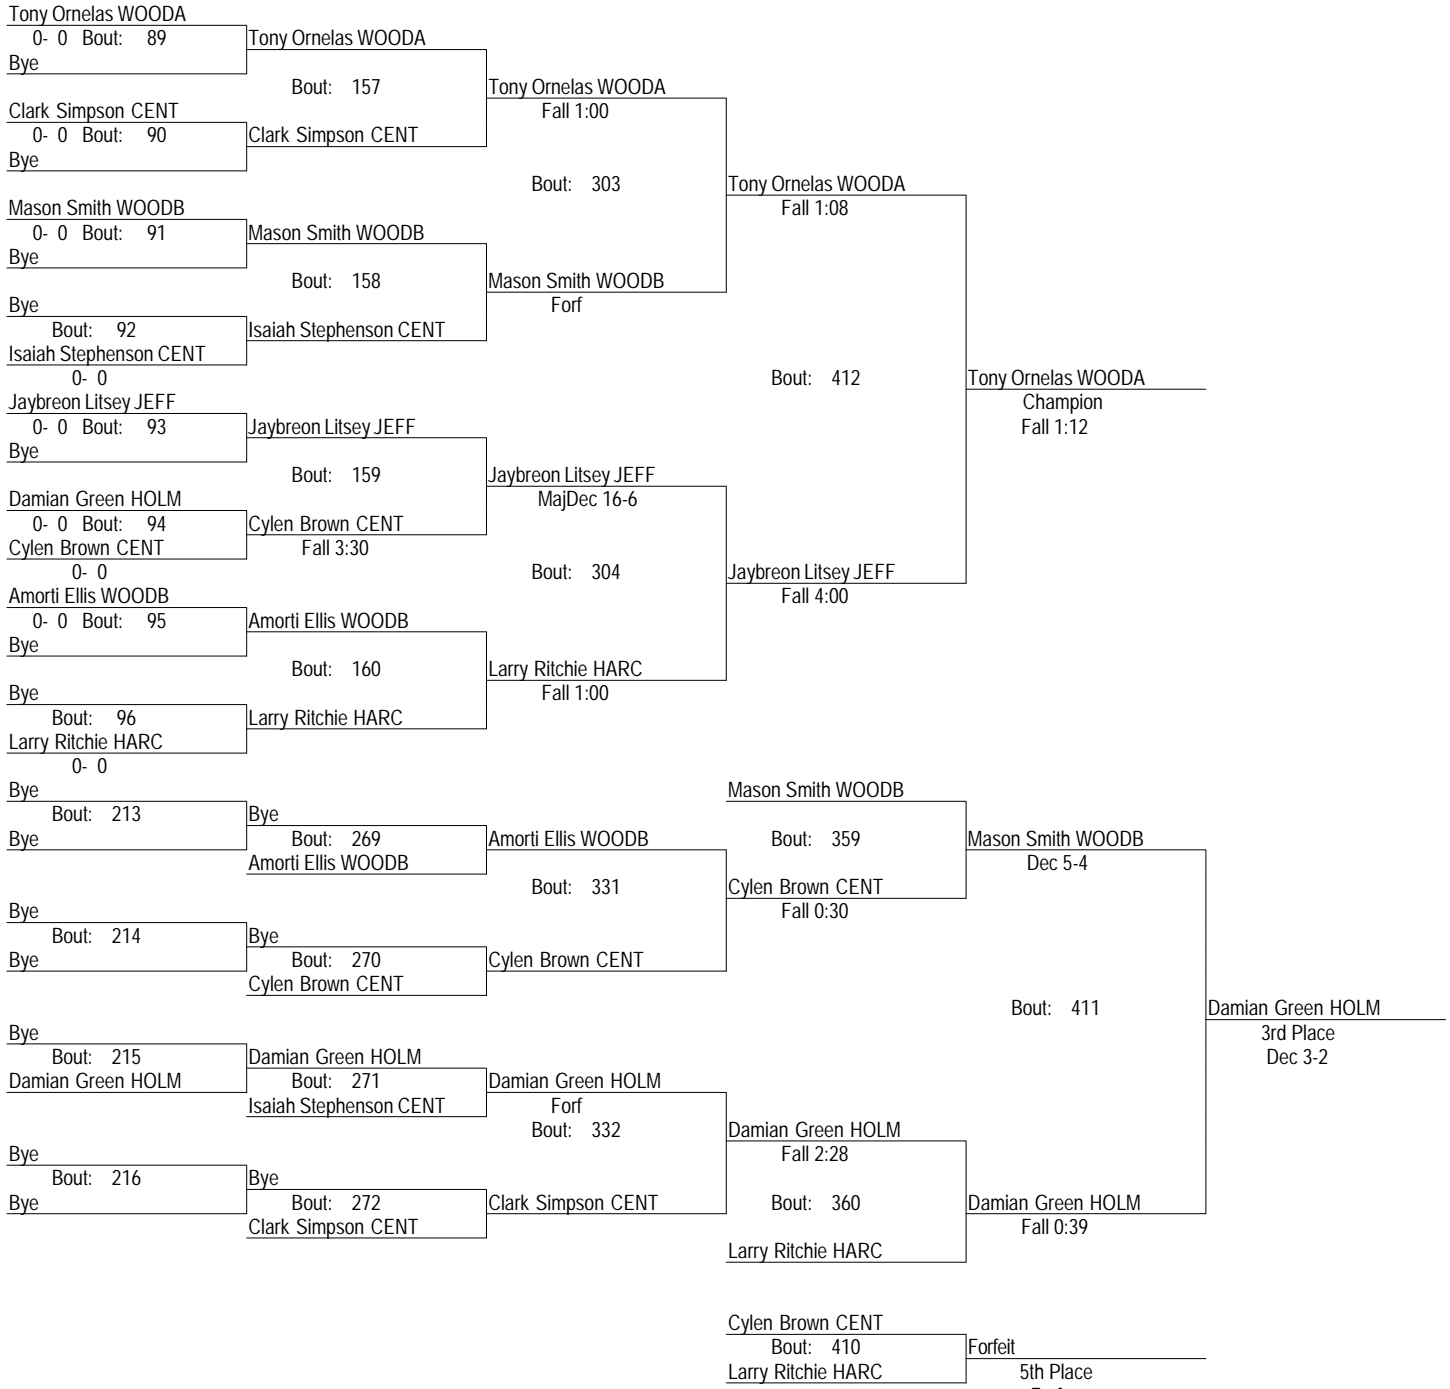 Tony Ornelas WOODA
0- 0 Bout: 89
Bye
Tony Ornelas WOODA
Bout: 157
Clark Simpson CENT
0- 0 Bout: 90
Bye
Clark Simpson CENT
Tony Ornelas WOODA
Fall 1:00
Bout: 303
Mason Smith WOODB
0- 0 Bout: 91
Bye
Mason Smith WOODB
Bout: 158
Bye
Bout: 92
Isaiah Stephenson CENT
0- 0
Isaiah Stephenson CENT
Mason Smith WOODB
Forf
Tony Ornelas WOODA
Fall 1:08
Bout: 412
Jaybreon Litsey JEFF
0- 0 Bout: 93
Bye
Jaybreon Litsey JEFF
Bout: 159
Damian Green HOLM
0- 0 Bout: 94
Cylen Brown CENT
0- 0
Cylen Brown CENT
Fall 3:30
Jaybreon Litsey JEFF
MajDec 16-6
Bout: 304
Amorti Ellis WOODB
0- 0 Bout: 95
Bye
Amorti Ellis WOODB
Bout: 160
Bye
Bout: 96
Larry Ritchie HARC
0- 0
Larry Ritchie HARC
Larry Ritchie HARC
Fall 1:00
Jaybreon Litsey JEFF
Fall 4:00
Tony Ornelas WOODA
Champion
Fall 1:12
Bye
Bout: 213
Bye
Bye
Bout: 269
Amorti Ellis WOODB
Amorti Ellis WOODB
Bout: 331
Bye
Bout: 214
Bye
Bye
Bout: 270
Cylen Brown CENT
Cylen Brown CENT
Mason Smith WOODB
Bout: 359
Cylen Brown CENT
Fall 0:30
Mason Smith WOODB
Dec 5-4
Bout: 411
Bye
Bout: 215
Damian Green HOLM
Damian Green HOLM
Bout: 271
Isaiah Stephenson CENT
Damian Green HOLM
Forf
Bout: 332
Bye
Bout: 216
Bye
Bye
Bout: 272
Clark Simpson CENT
Clark Simpson CENT
Damian Green HOLM
Fall 2:28
Bout: 360
Larry Ritchie HARC
Damian Green HOLM
Fall 0:39
Damian Green HOLM
3rd Place
Dec 3-2
Cylen Brown CENT
Bout: 410
Larry Ritchie HARC
Forfeit
5th Place